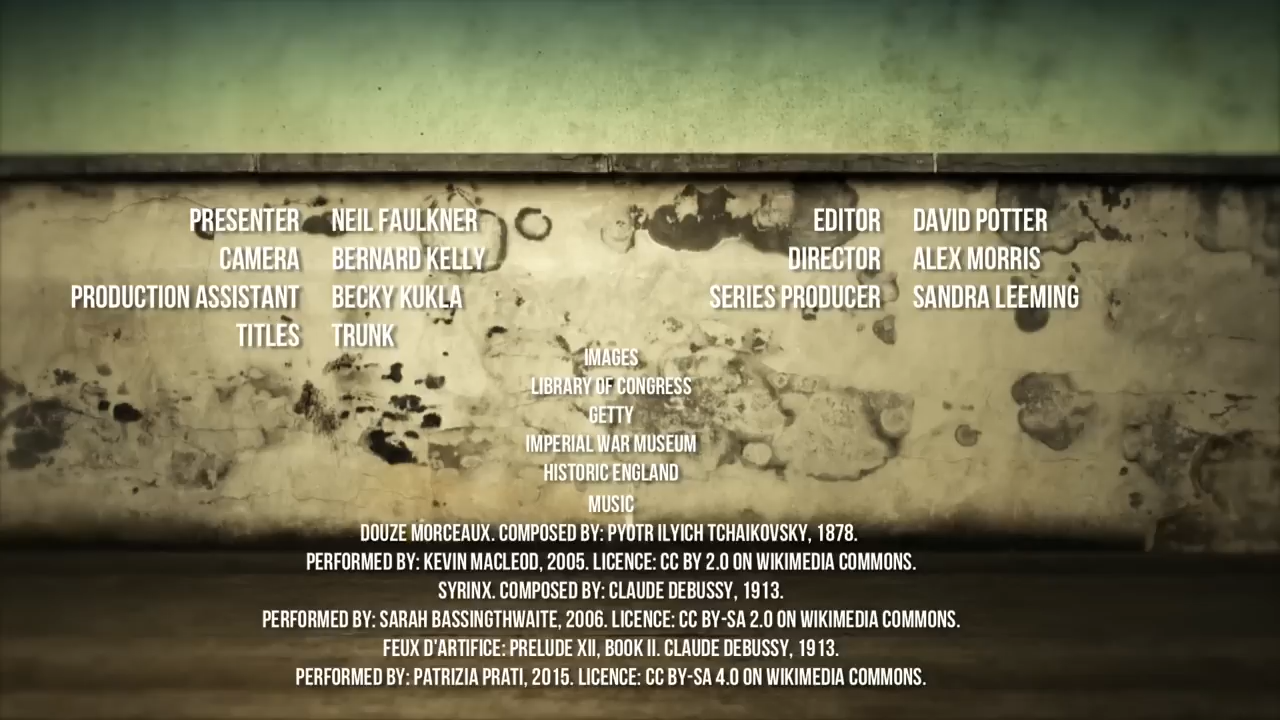 PRESENTER NEIL FAULKNER
CAMERA BERNARD KELLY
PRODUCTION ASSISTANT BECKY KUKLA
TITLES TRUNK
EDITOR DAVID POTTER
DIRECTOR ALEX MORRIS
SERIES PRODUCER SANDRA LEEMING
IMAGES
LIBRARY OF CONGRESS
GETTY
IMPERIAL WAR MUSEUM
HISTORIC ENGLAND
MUSIC
DOUZE MORCEAUX. COMPOSED BY: PYOTR ILYICH TCHAIKOVSKY, 1878.
PERFORMED BY: KEVIN MACLEOD, 2005. LICENCE: CC BY 2.0 ON WIKIMEDIA COMMONS.
SYRINX. COMPOSED BY: CLAUDE DEBUSSY, 1913.
PERFORMED BY: SARAH BASSINGTHWAITE, 2006. LICENCE: CC BY-SA 2.0 ON WIKIMEDIA COMMONS.
FEUX D'ARTIFICE: PRELUDE XII, BOOK II. CLAUDE DEBUSSY, 1913.
PERFORMED BY: PATRIZIA PRATI, 2015. LICENCE: CC BY-SA 4.0 ON WIKIMEDIA COMMONS.